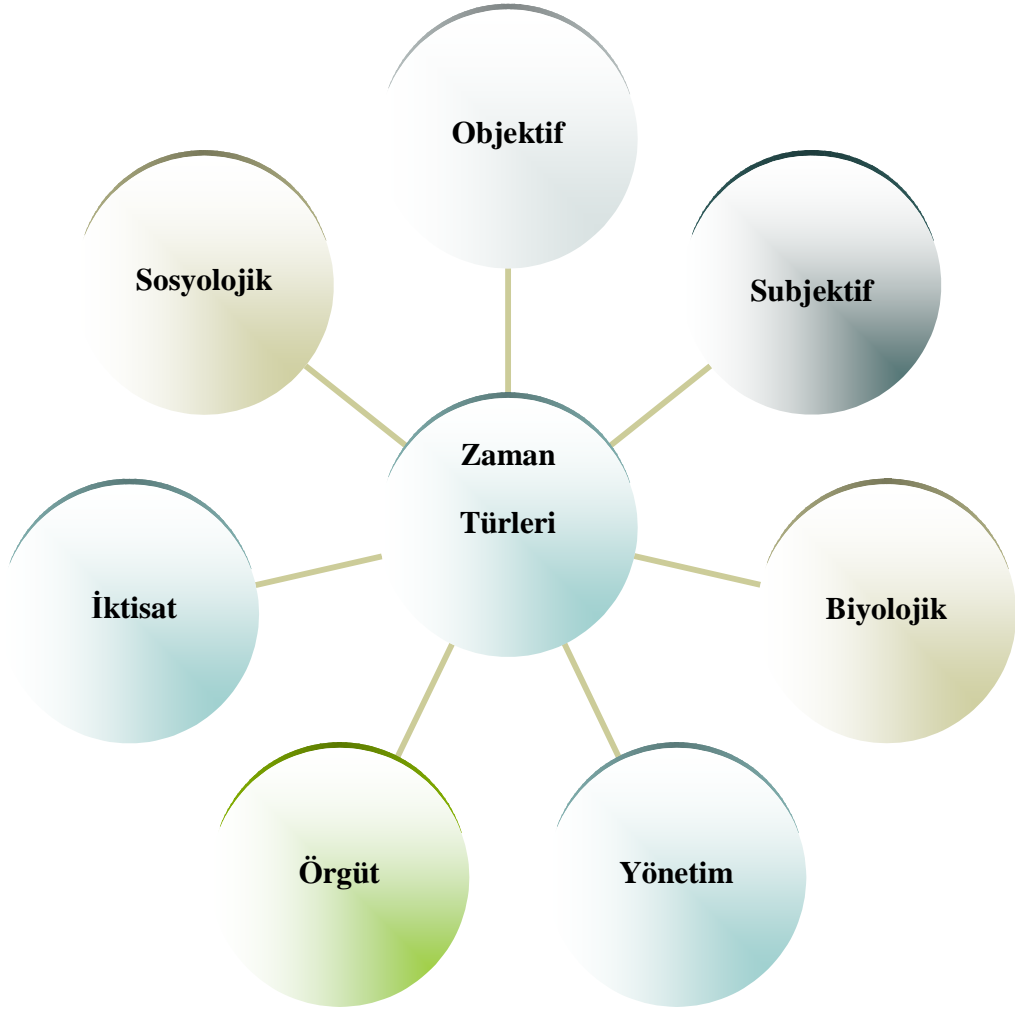 Objektif
Sosyolojik
Subjektif
Zaman
Türleri
İktisat
Biyolojik
Örgüt
Yönetim